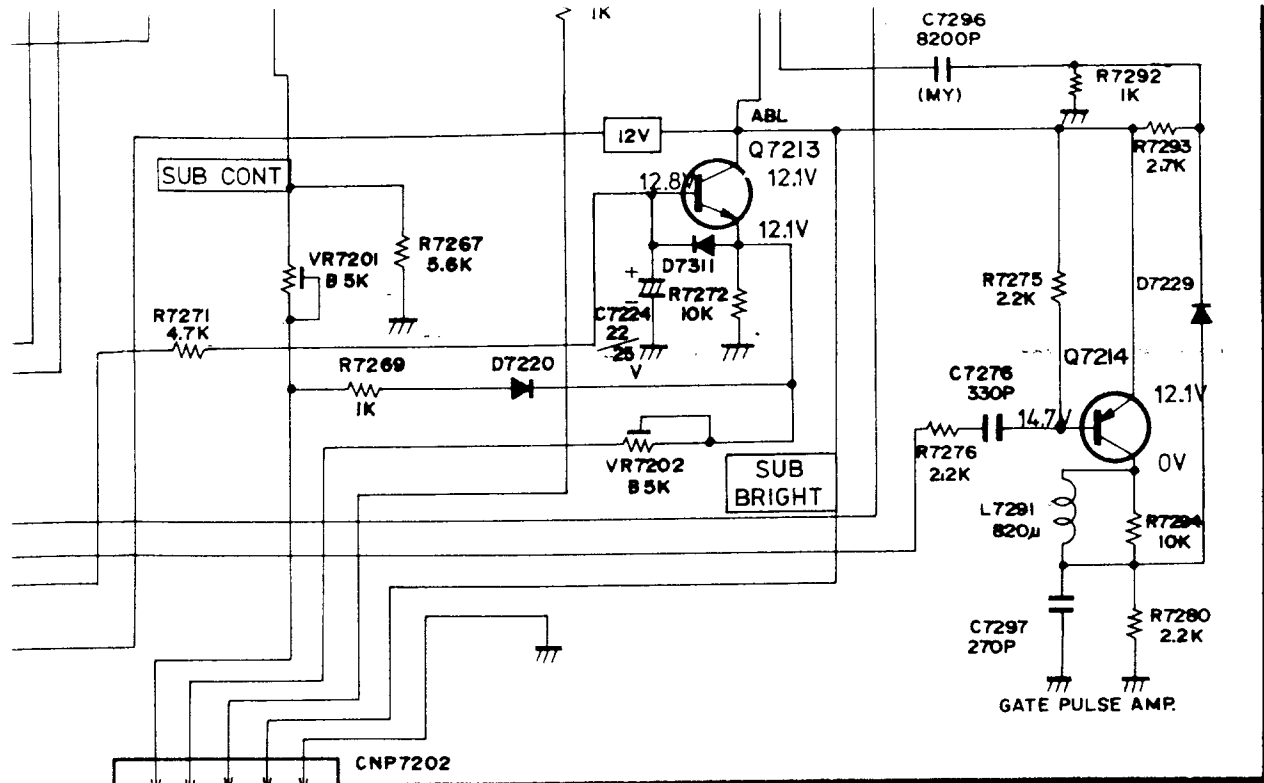 1K
C7296
8200P
(MY)
R7292
1K
ABL
12V
Q7213
12.8V
12.1V
12.1V
R7293
2.7K
SUB CONT
R7267
5.6K
VR7201
B 5K
D7311
R7272
10K
+
-
C7224
22
25
V
R7275
2.2K
D7229
R7271
4.7K
R7269
1K
D7220
Q7214
C7276
330P
12.1V
14.7V
R7276
2.2K
0V
VR7202
B 5K
SUB
BRIGHT
L7291
820μ
R7294
10K
C7297
270P
R7280
2.2K
GATE PULSE AMP.
CNP7202